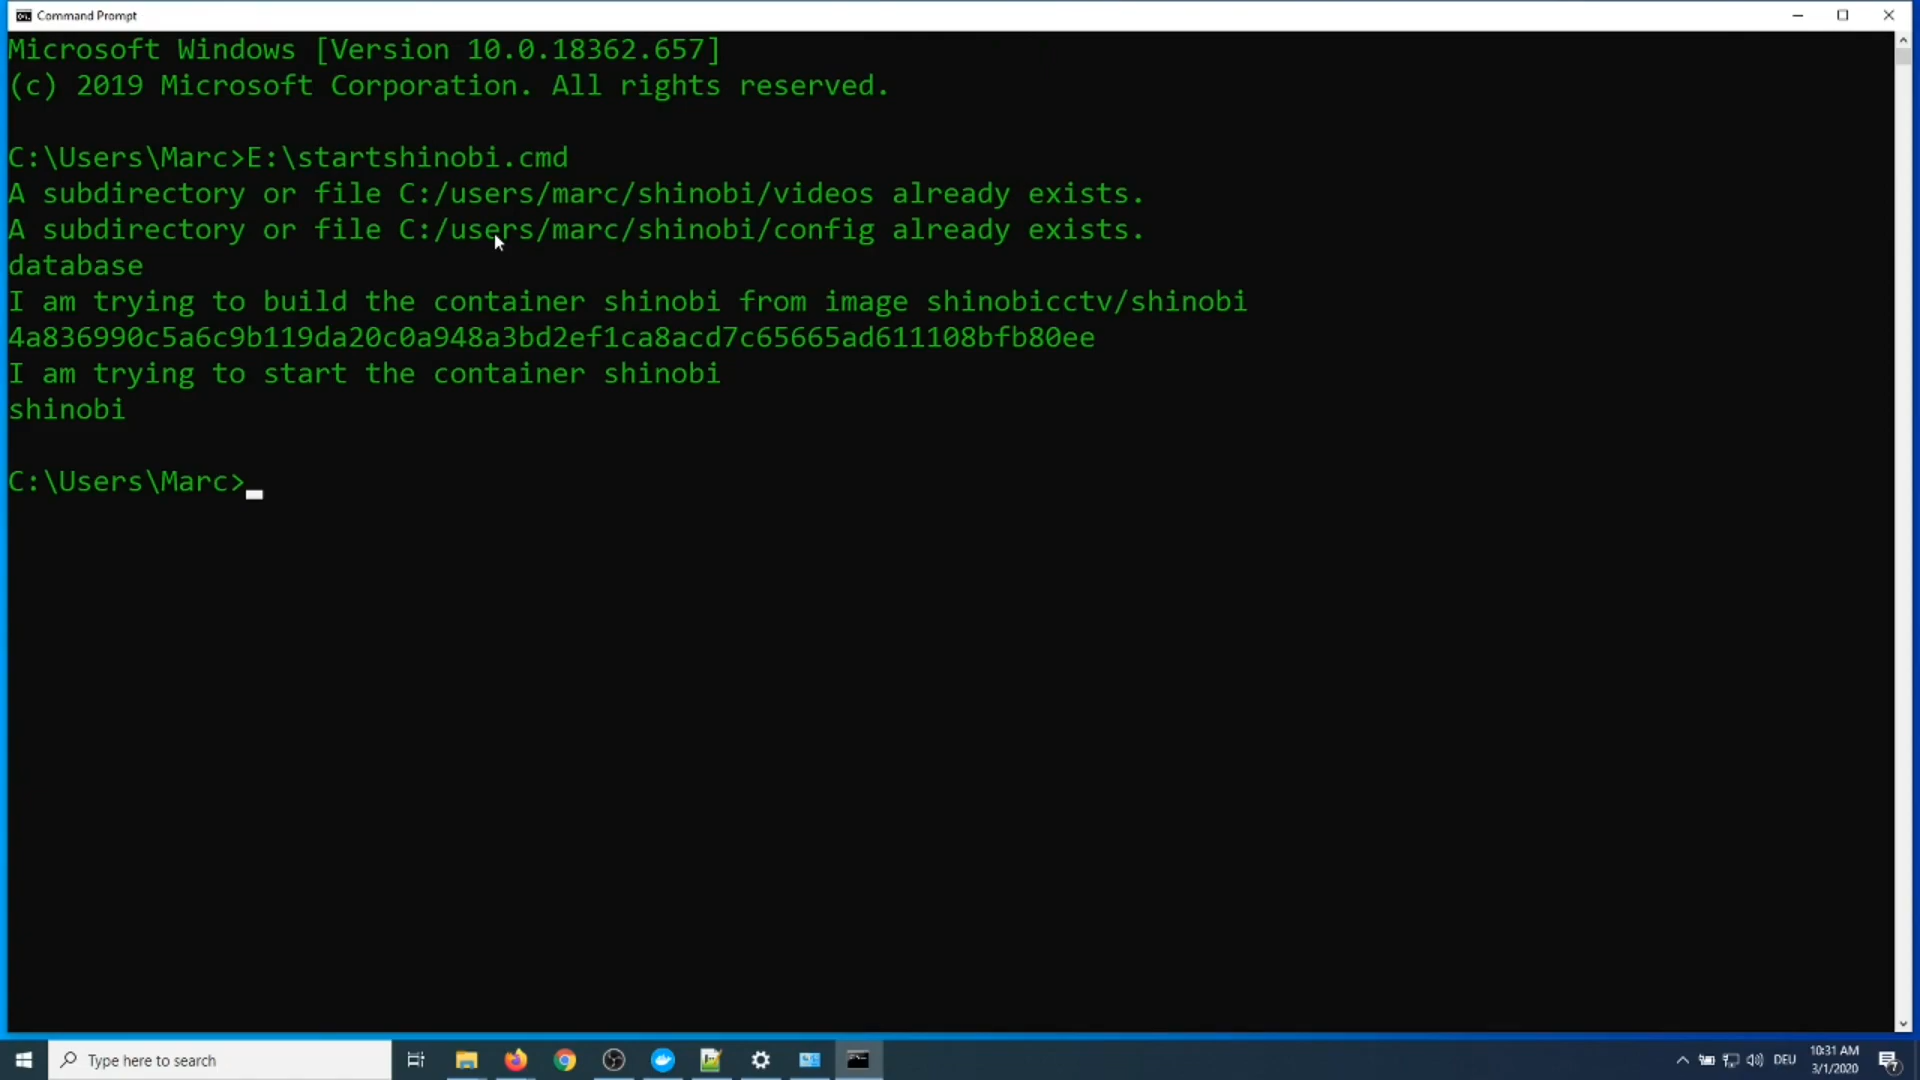 Command Prompt
Microsoft Windows [Version 10.0.18362.657]
(c) 2019 Microsoft Corporation. All rights reserved.
C:\Users\Marc>E:\startshinobi.cmd
A subdirectory or file C:/users/marc/shinobi/videos already exists.
A subdirectory or file C:/users/marc/shinobi/config already exists.
database
I am trying to build the container shinobi from image shinobicctv/shinobi
4a836990c5a6c9b119da20c0a948a3bd2ef1ca8acd7c65665ad611108bfb80ee
I am trying to start the container shinobi
shinobi
C:\Users\Marc>
Type here to search
DEU
10:31 AM
3/1/2020
7